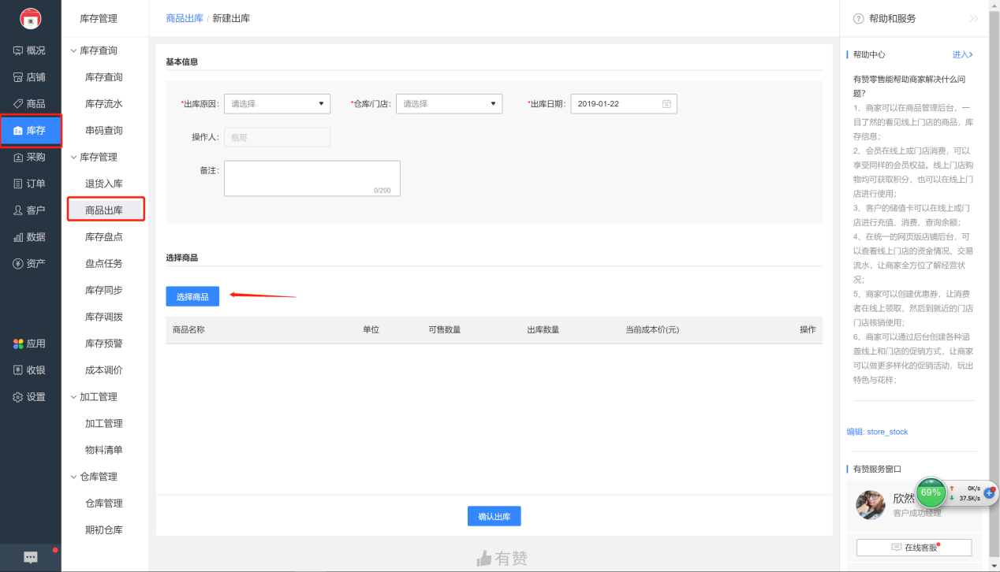 概况
店铺
商品
库存
采购
订单
客户
数据
资产
应用
收银
设置
库存管理
库存查询
库存查询
库存流水
串码查询
库存管理
退货入库
商品出库
库存盘点
盘点任务
库存同步
库存调拨
库存预警
成本调价
加工管理
加工管理
物料清单
仓库管理
仓库管理
期初仓库
商品出库 / 新建出库
基本信息
*出库原因: 请选择 *仓库/门店: 请选择 *出库日期: 2019-01-22
操作人: 瓶哥
备注:
0/200
选择商品
选择商品
商品名称 单位 可售数量 出库数量 当前成本价(元) 操作
确认出库
有赞
帮助和服务
帮助中心 进入
有赞零售能帮助商家解决什么问
题?
1、商家可以在商品管理后台，一
目了然的看见线上门店的商品，库
存信息；
2、会员在线上或门店消费，可以
享受同样的会员权益。线上门店购
物均可获取积分，也可以在线上门
店进行使用；
3、客户的储值卡可以在线上或门
店进行充值、消费、查询余额；
4、在统一的网页版店铺后台，可
以查看线上门店的资金情况、交易
流水，让商家全方位了解经营状
况；
5、商家可以创建优惠券，让消费
者在线上领取，然后到就近的门店
门店核销使用；
6、商家可以通过后台创建各种涵
盖线上和门店的促销方式，让商家
可以做更多样化的促销活动，玩出
特色与花样；
编辑: store_stock
有赞服务窗口
欣然
客户成功经理
69%
0K/s
37.5K/s
在线客服